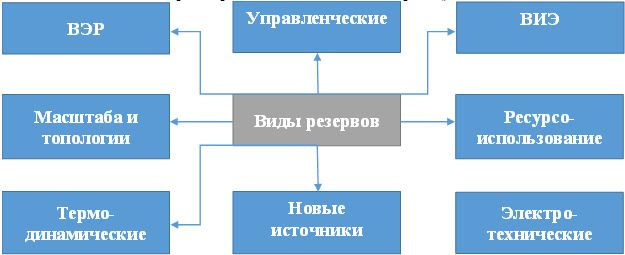 ВЭР
Управленческие
ВИЭ
Масштаба и
топологии
Виды резервов
Ресурсо-
использование
Термо-
динамические
Новые
источники
Электро-
технические